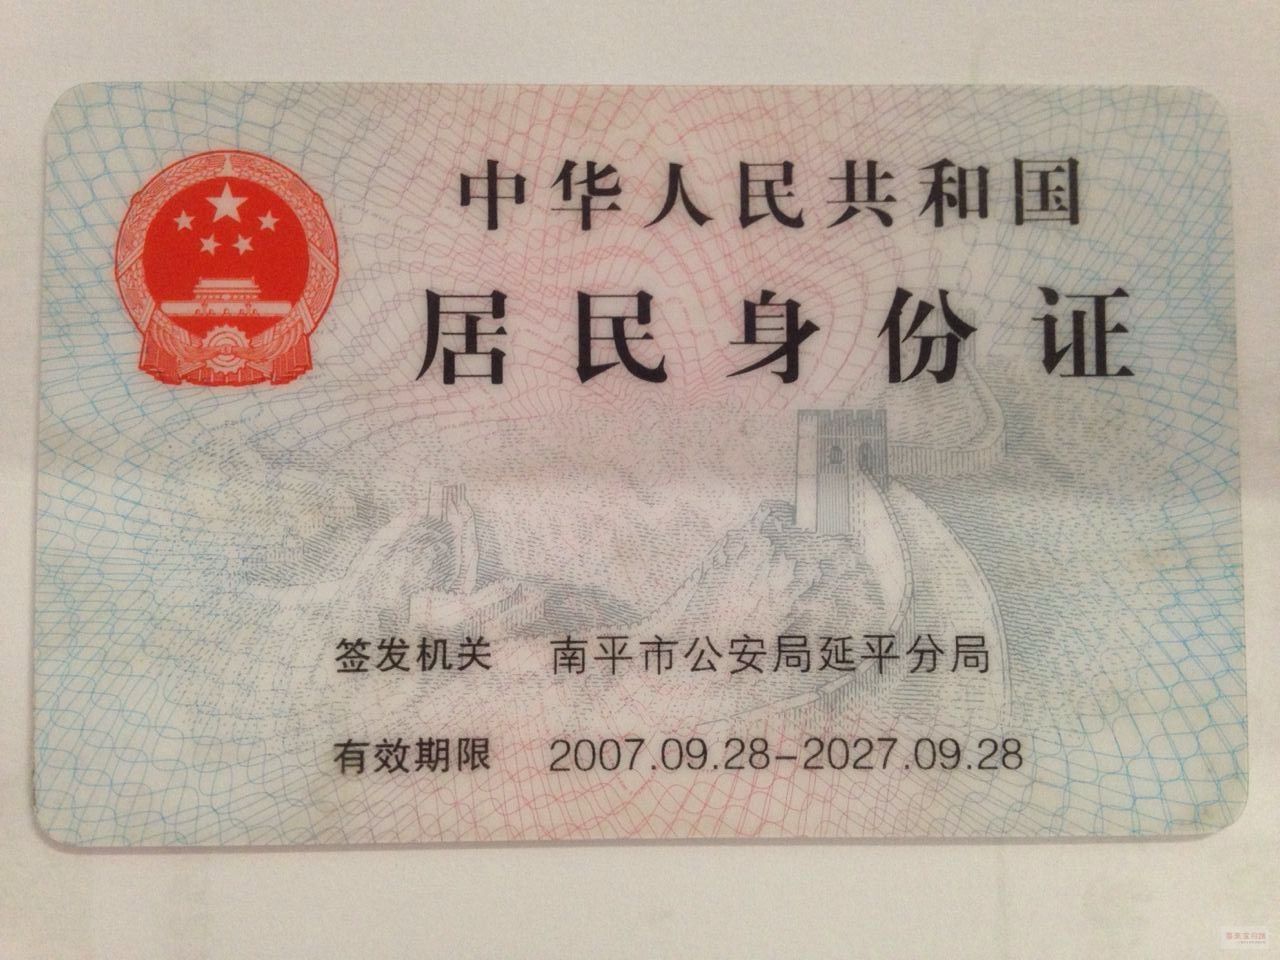 中华人民共和国
居民身份证
签发机关 南平市公安局延平分局
有效期限 2007.09.28-2027.09.28